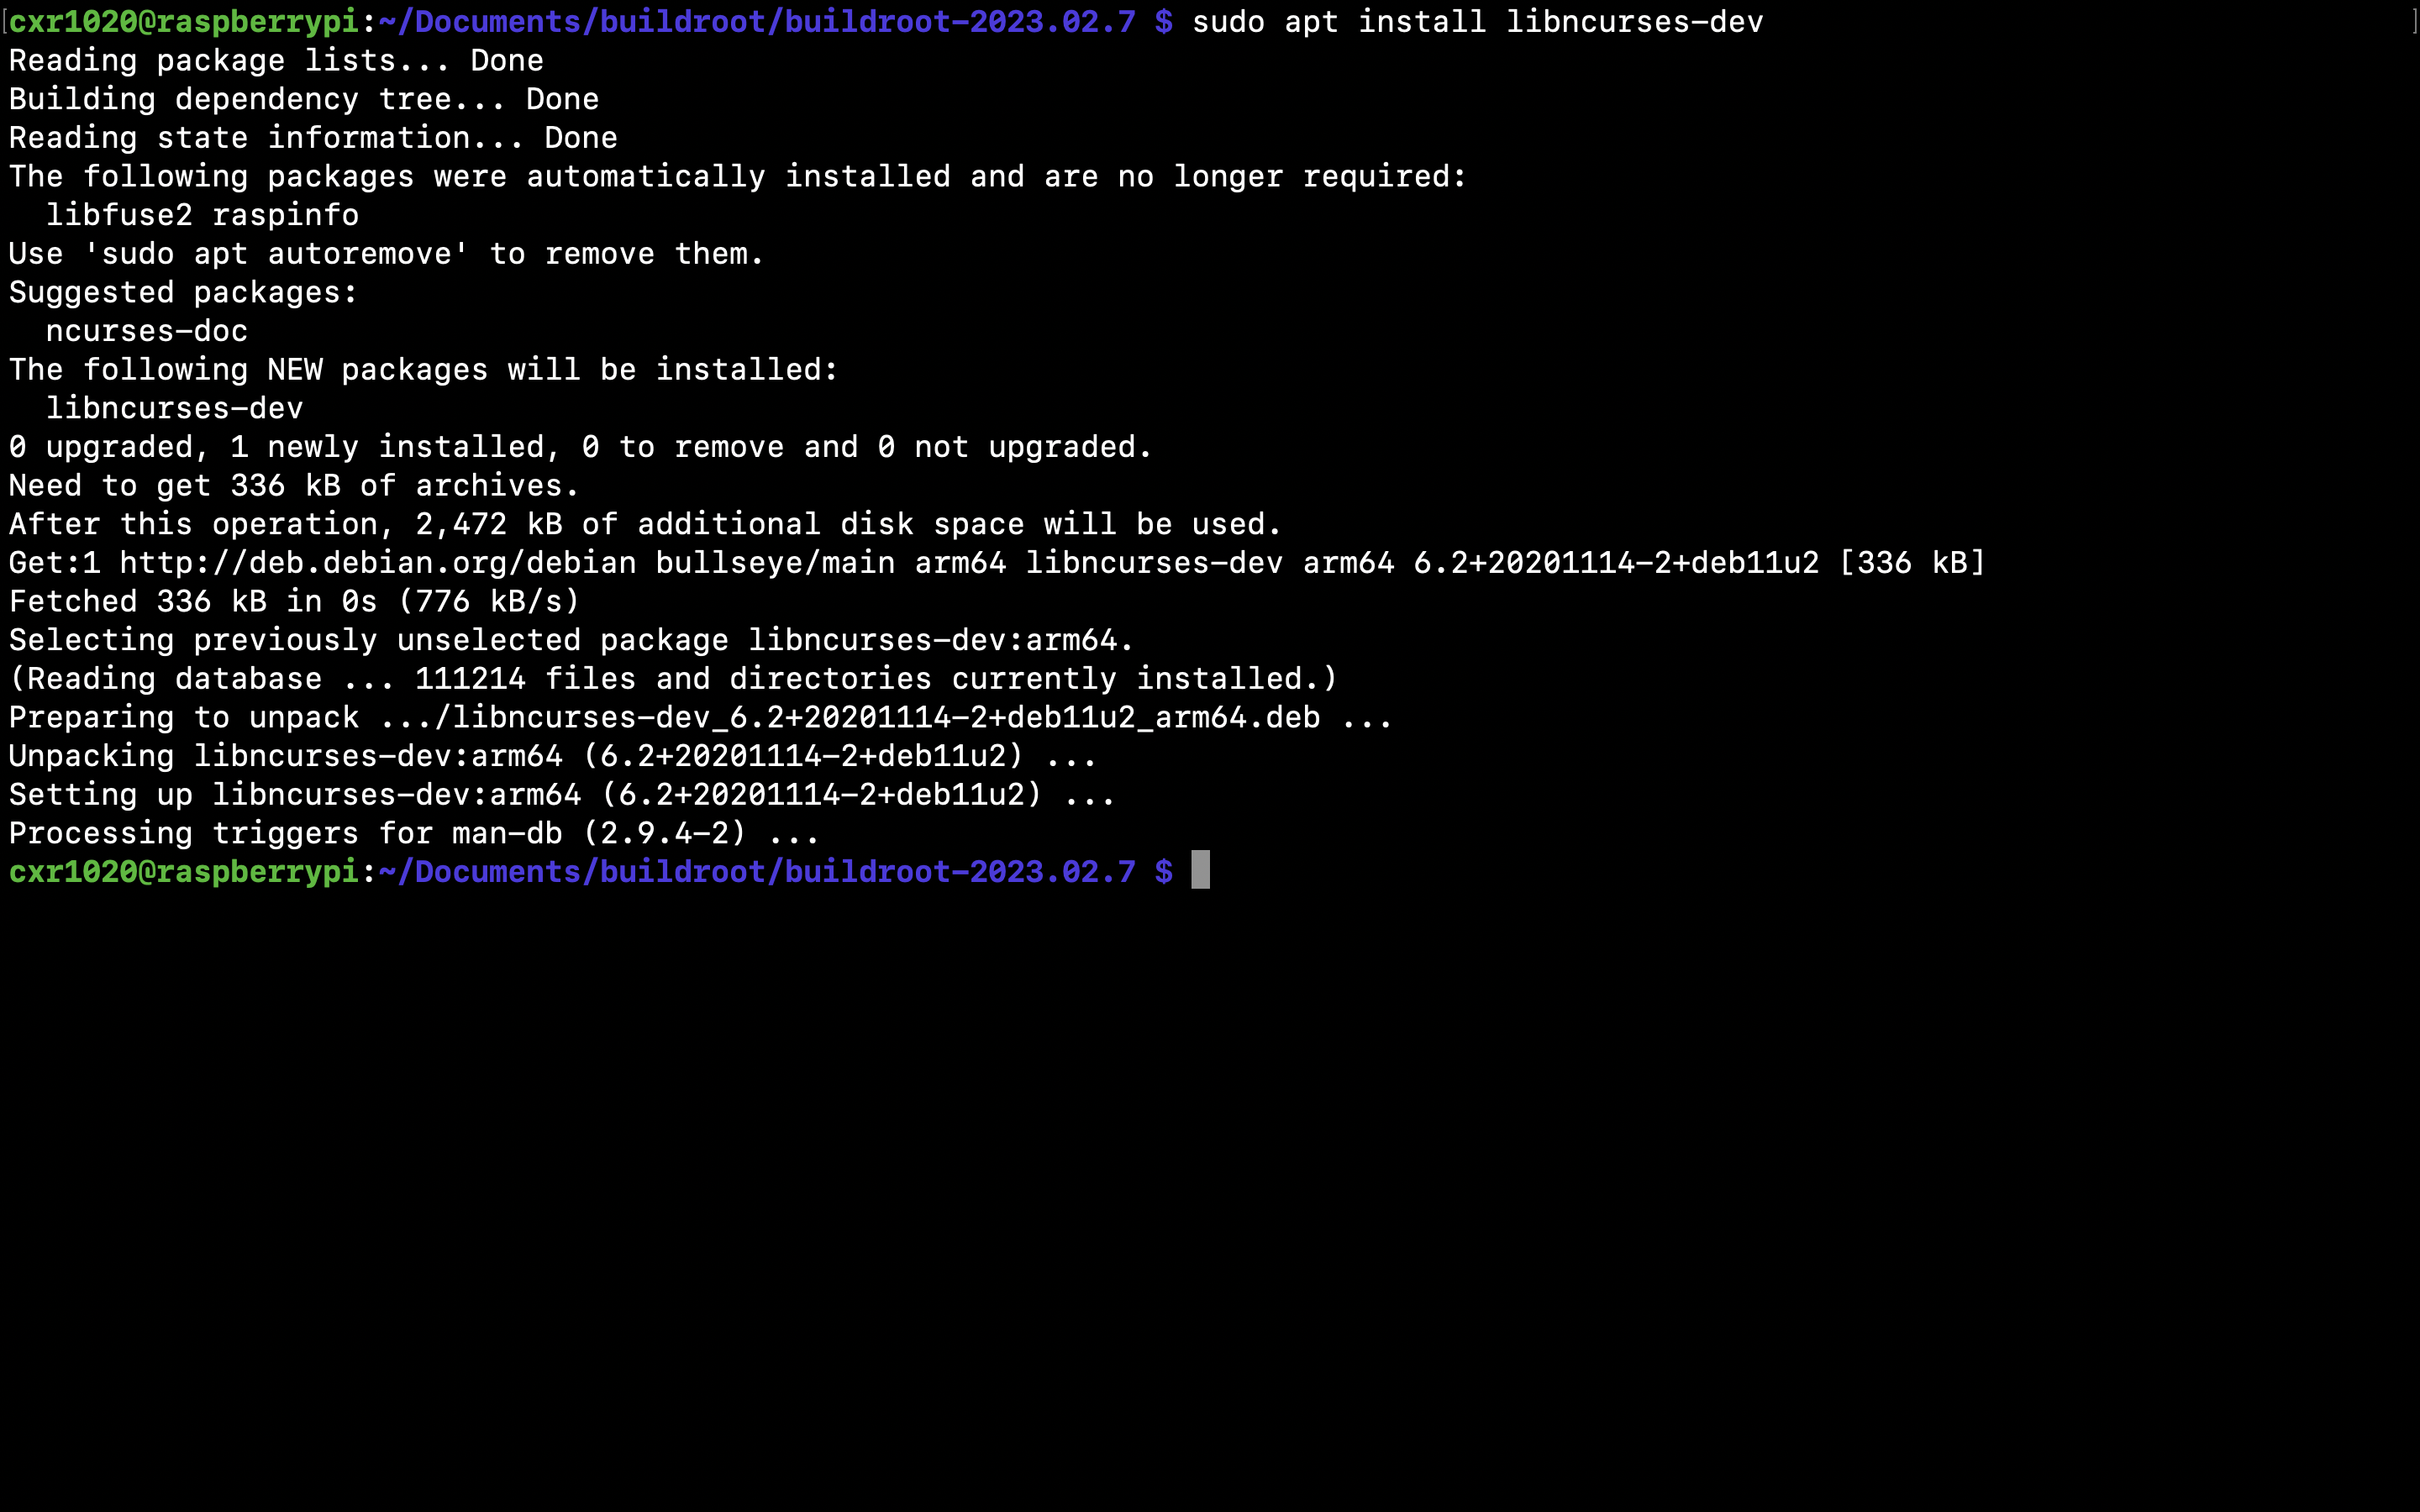 [cxr1020@raspberrypi:~/Documents/buildroot/buildroot-2023.02.7 $ sudo apt install libncurses-dev ]
Reading package lists... Done
Building dependency tree... Done
Reading state information... Done
The following packages were automatically installed and are no longer required:
  libfuse2 raspinfo
Use 'sudo apt autoremove' to remove them.
Suggested packages:
  ncurses-doc
The following NEW packages will be installed:
  libncurses-dev
0 upgraded, 1 newly installed, 0 to remove and 0 not upgraded.
Need to get 336 kB of archives.
After this operation, 2,472 kB of additional disk space will be used.
Get:1 http://deb.debian.org/debian bullseye/main arm64 libncurses-dev arm64 6.2+20201114-2+deb11u2 [336 kB]
Fetched 336 kB in 0s (776 kB/s)
Selecting previously unselected package libncurses-dev:arm64.
(Reading database ... 111214 files and directories currently installed.)
Preparing to unpack .../libncurses-dev_6.2+20201114-2+deb11u2_arm64.deb ...
Unpacking libncurses-dev:arm64 (6.2+20201114-2+deb11u2) ...
Setting up libncurses-dev:arm64 (6.2+20201114-2+deb11u2) ...
Processing triggers for man-db (2.9.4-2) ...
cxr1020@raspberrypi:~/Documents/buildroot/buildroot-2023.02.7 $